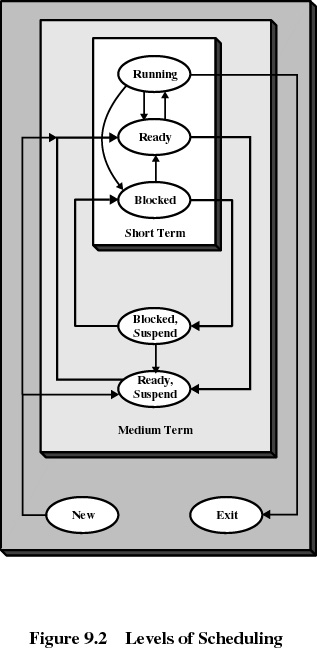 Running
Ready
Blocked
Short Term
Blocked,
Suspend
Ready,
Suspend
Medium Term
New
Exit
Figure 9.2 Levels of Scheduling